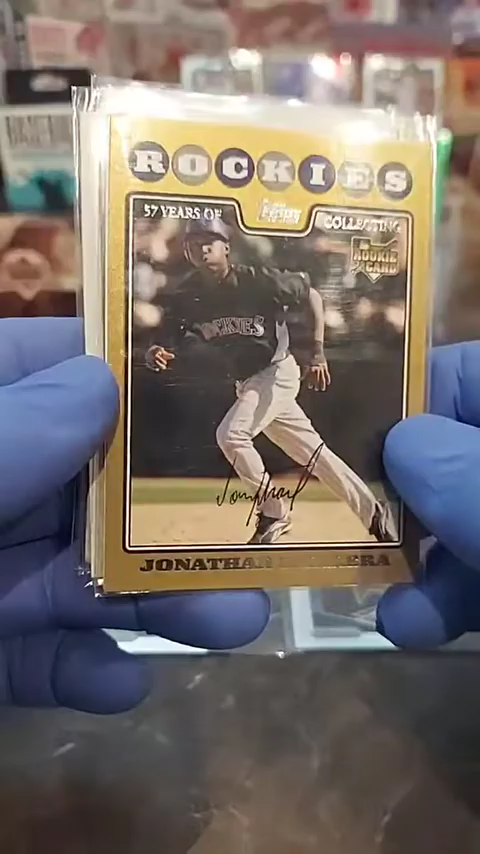 ROCKIES
57 YEARS OF
Topps
COLLECTING
ROOKIE
CARD
ROCKIES
JONATHAN